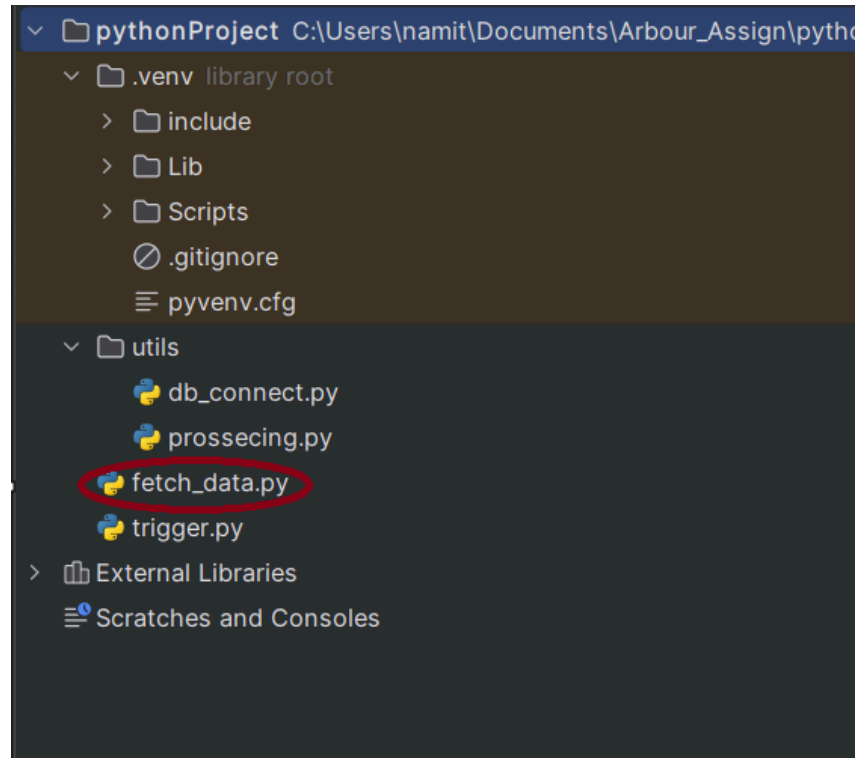 pythonProject C:\Users\namit\Documents\Arbour_Assign\pytho
.venv library root
include
Lib
Scripts
.gitignore
pyvenv.cfg
utils
db_connect.py
prossecing.py
fetch_data.py
trigger.py
External Libraries
Scratches and Consoles